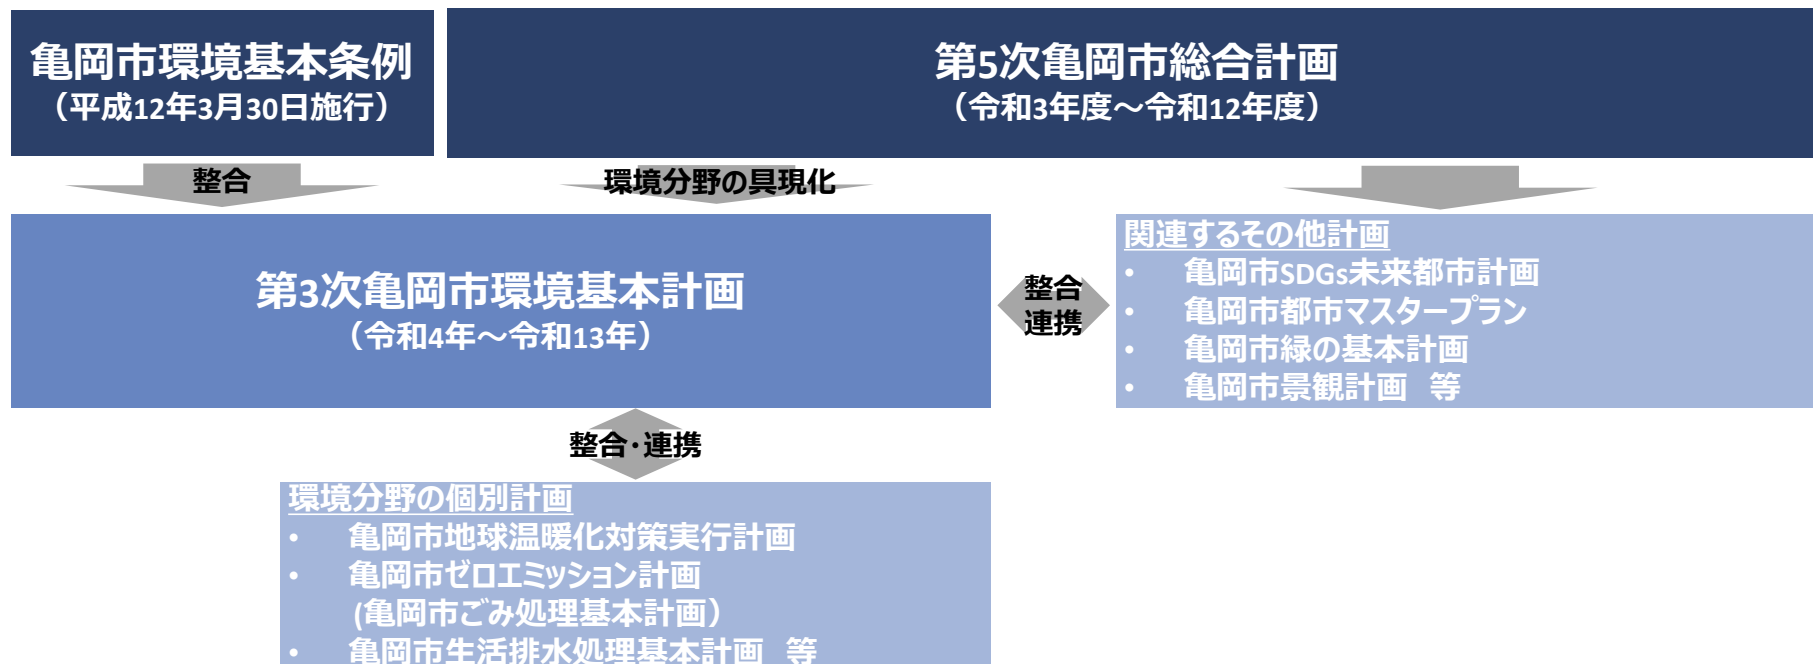 亀岡市環境基本条例
（平成12年3月30日施行）
第5次亀岡市総合計画
（令和3年度～令和12年度）
整合
環境分野の具現化
第3次亀岡市環境基本計画
（令和4年～令和13年）
整合
連携
関連するその他計画
• 亀岡市SDGs未来都市計画
• 亀岡市都市マスタープラン
• 亀岡市緑の基本計画
• 亀岡市景観計画　等
整合・連携
環境分野の個別計画
• 亀岡市地球温暖化対策実行計画
• 亀岡市ゼロエミッション計画
(亀岡市ごみ処理基本計画）
• 亀岡市生活排水処理基本計画　等